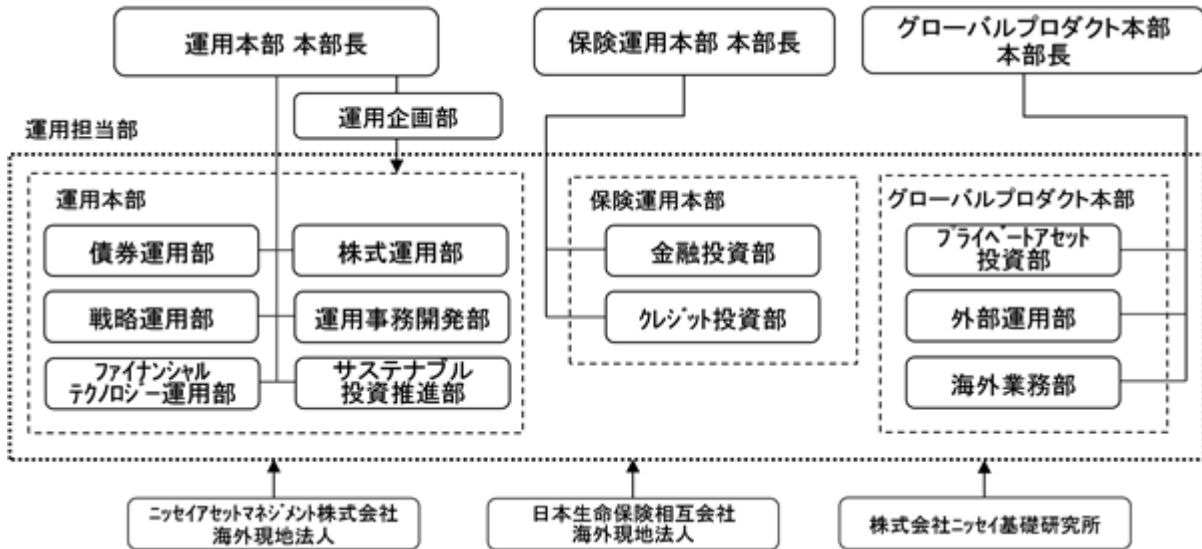 運用本部 本部長
保険運用本部 本部長
グローバルプロダクト本部
本部長
運用企画部
運用担当部
運用本部
債券運用部
株式運用部
戦略運用部
運用事務開発部
ファイナンシャル
テクノロジー運用部
サステナブル
投資推進部
保険運用本部
金融投資部
クレジット投資部
グローバルプロダクト本部
プライベートアセット
投資部
外部運用部
海外業務部
ニッセイアセットマネジメント株式会社
海外現地法人
日本生命保険相互会社
海外現地法人
株式会社ニッセイ基礎研究所